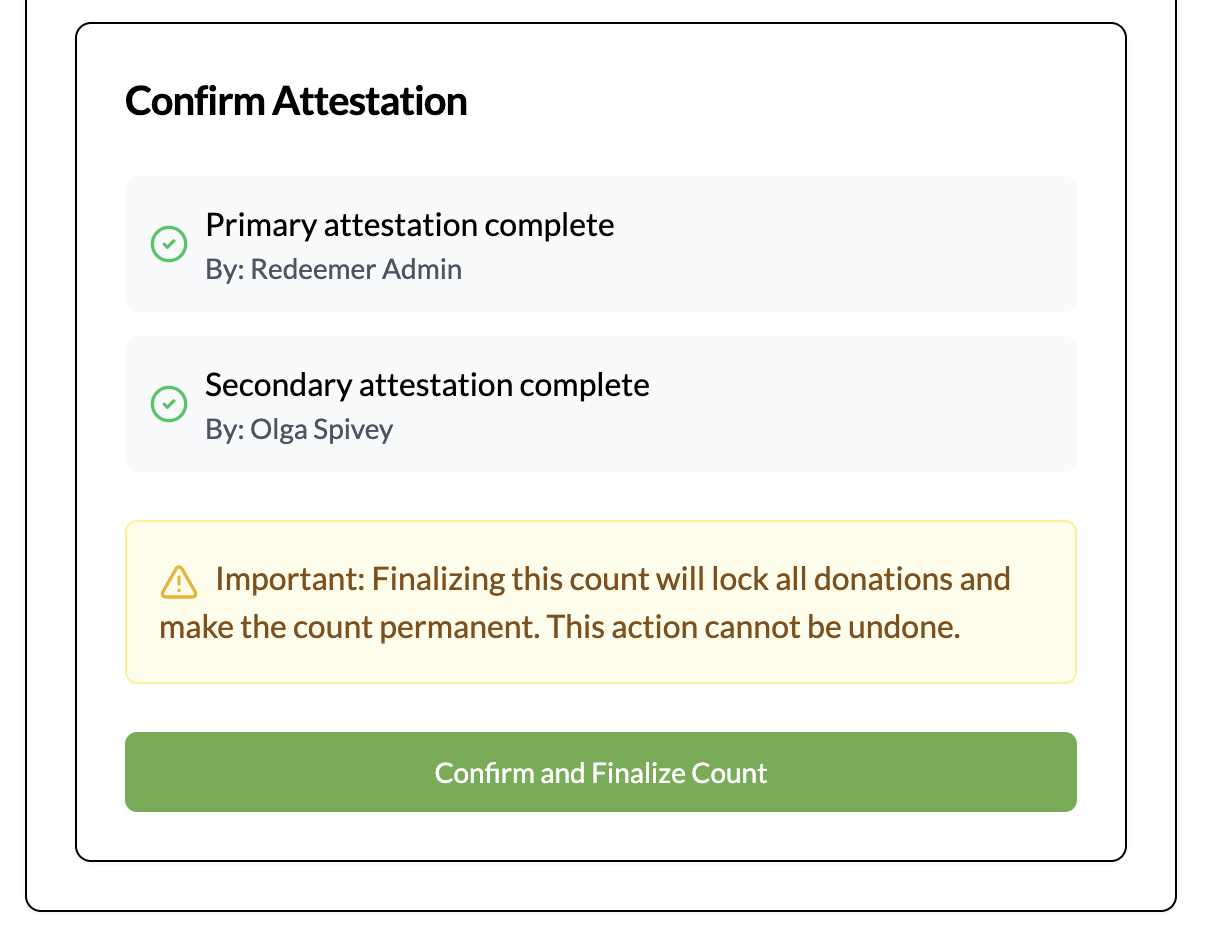 Confirm Attestation
Primary attestation complete
By: Redeemer Admin
Secondary attestation complete
By: Olga Spivey
Important: Finalizing this count will lock all donations and
make the count permanent. This action cannot be undone.
Confirm and Finalize Count